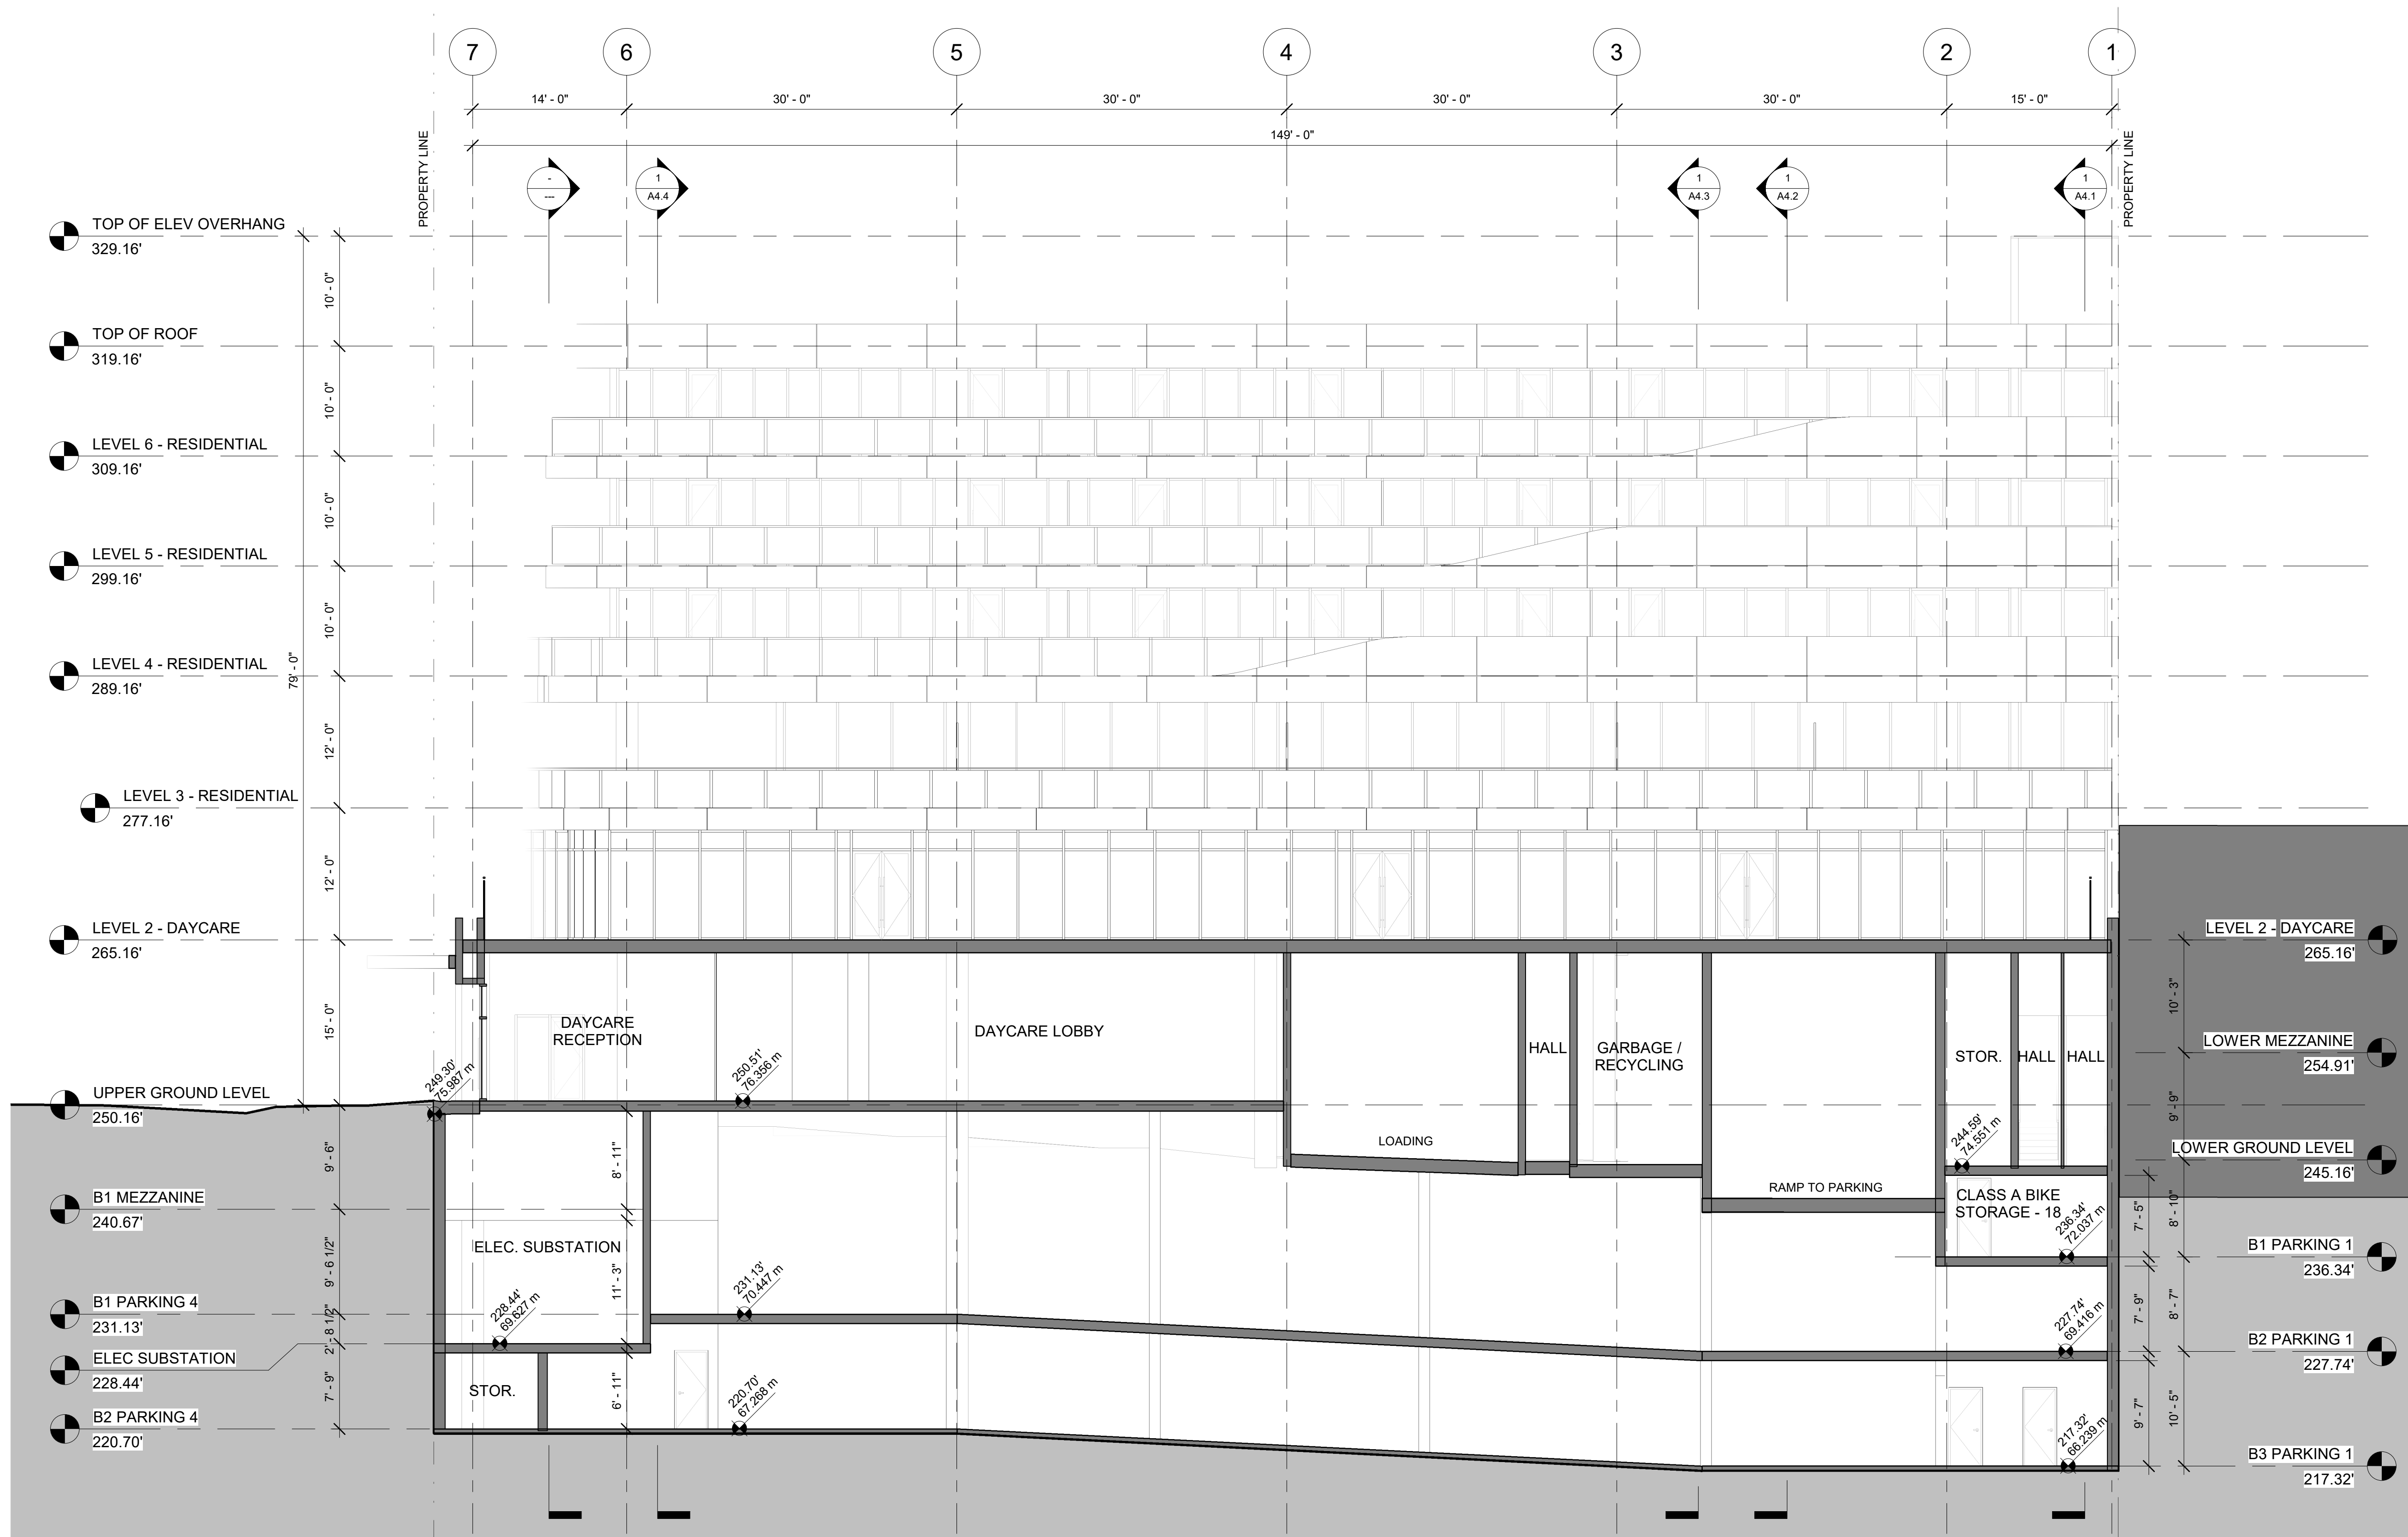 7
6
5
4
3
2
1
14' - 0"
30' - 0"
30' - 0"
30' - 0"
30' - 0"
15' - 0"
149' - 0"
PROPERTY LINE
PROPERTY LINE
-
---
1
A4.4
1
A4.3
1
A4.2
1
A4.1
TOP OF ELEV OVERHANG
329.16'
10' - 0"
TOP OF ROOF
319.16'
10' - 0"
LEVEL 6 - RESIDENTIAL
309.16'
10' - 0"
LEVEL 5 - RESIDENTIAL
299.16'
10' - 0"
LEVEL 4 - RESIDENTIAL
289.16'
79' - 0"
12' - 0"
LEVEL 3 - RESIDENTIAL
277.16'
12' - 0"
LEVEL 2 - DAYCARE
265.16'
15' - 0"
UPPER GROUND LEVEL
250.16'
9' - 6"
B1 MEZZANINE
240.67'
9' - 6 1/2"
B1 PARKING 4
231.13'
2' - 8 1/2"
ELEC SUBSTATION
228.44'
7' - 9"
B2 PARKING 4
220.70'
249.30'
75.987 m
DAYCARE
RECEPTION
250.51'
76.356 m
DAYCARE LOBBY
LOADING
HALL
GARBAGE /
RECYCLING
RAMP TO PARKING
STOR.
HALL
HALL
244.59'
74.551 m
CLASS A BIKE
STORAGE - 18
236.34'
72.037 m
8' - 11"
ELEC. SUBSTATION
11' - 3"
228.44'
69.627 m
231.13'
70.447 m
227.74'
69.416 m
STOR.
6' - 11"
220.70'
67.268 m
217.32'
66.239 m
LEVEL 2 - DAYCARE
265.16'
10' - 3"
LOWER MEZZANINE
254.91'
9' - 9"
LOWER GROUND LEVEL
245.16'
7' - 5"
8' - 10"
B1 PARKING 1
236.34'
7' - 9"
8' - 7"
B2 PARKING 1
227.74'
9' - 7"
10' - 5"
B3 PARKING 1
217.32'